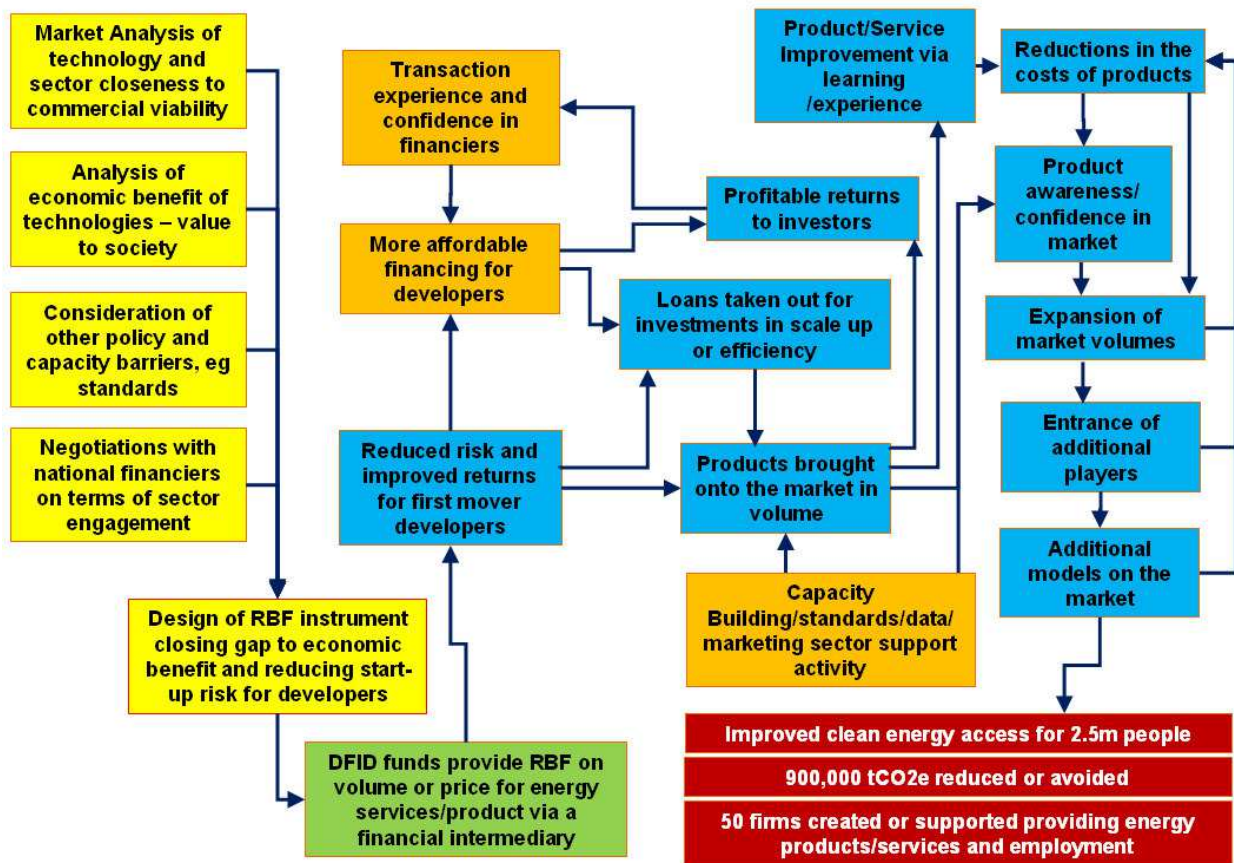 Market Analysis of
technology and
sector closeness to
commercial viability
Analysis of
economic benefit of
technologies – value
to society
Consideration of
other policy and
capacity barriers, eg
standards
Negotiations with
national financiers
on terms of sector
engagement
Design of RBF instrument
closing gap to economic
benefit and reducing start-
up risk for developers
DFID funds provide RBF on
volume or price for energy
services/product via a
financial intermediary
Transaction
experience and
confidence in
financiers
More affordable
financing for
developers
Reduced risk and
improved returns
for first mover
developers
Profitable returns
to investors
Loans taken out for
investments in scale up
or efficiency
Products brought
onto the market in
volume
Capacity
Building/standards/data/
marketing sector support
activity
Product/Service
Improvement via
learning
/experience
Reductions in the
costs of products
Product
awareness/
confidence in
market
Expansion of
market volumes
Entrance of
additional
players
Additional
models on the
market
Improved clean energy access for 2.5m people
900,000 tCO2e reduced or avoided
50 firms created or supported providing energy
products/services and employment